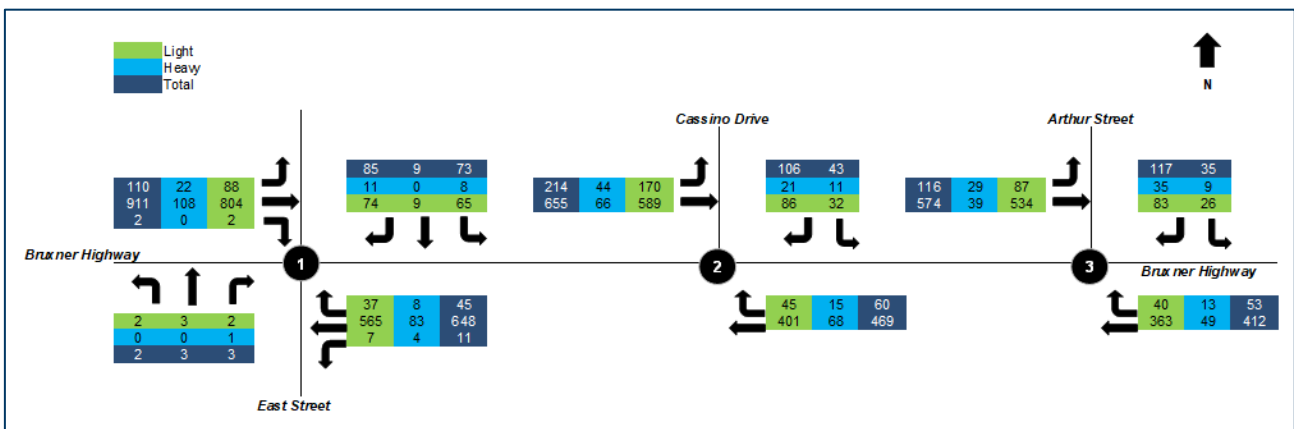 Light
Heavy
Total
N
Cassino Drive
Arthur Street
85 9 73
11 0 8
74 9 65
106 43
21 11
86 32
117 35
35 9
83 26
110 22 88
911 108 804
2 0 2
214 44 170
655 66 589
116 29 87
574 39 534
Bruxner Highway
1
2
3
Bruxner Highway
2 3 2
0 0 1
2 3 3
37 8 45
565 83 648
7 4 11
45 15 60
401 68 469
40 13 53
363 49 412
East Street